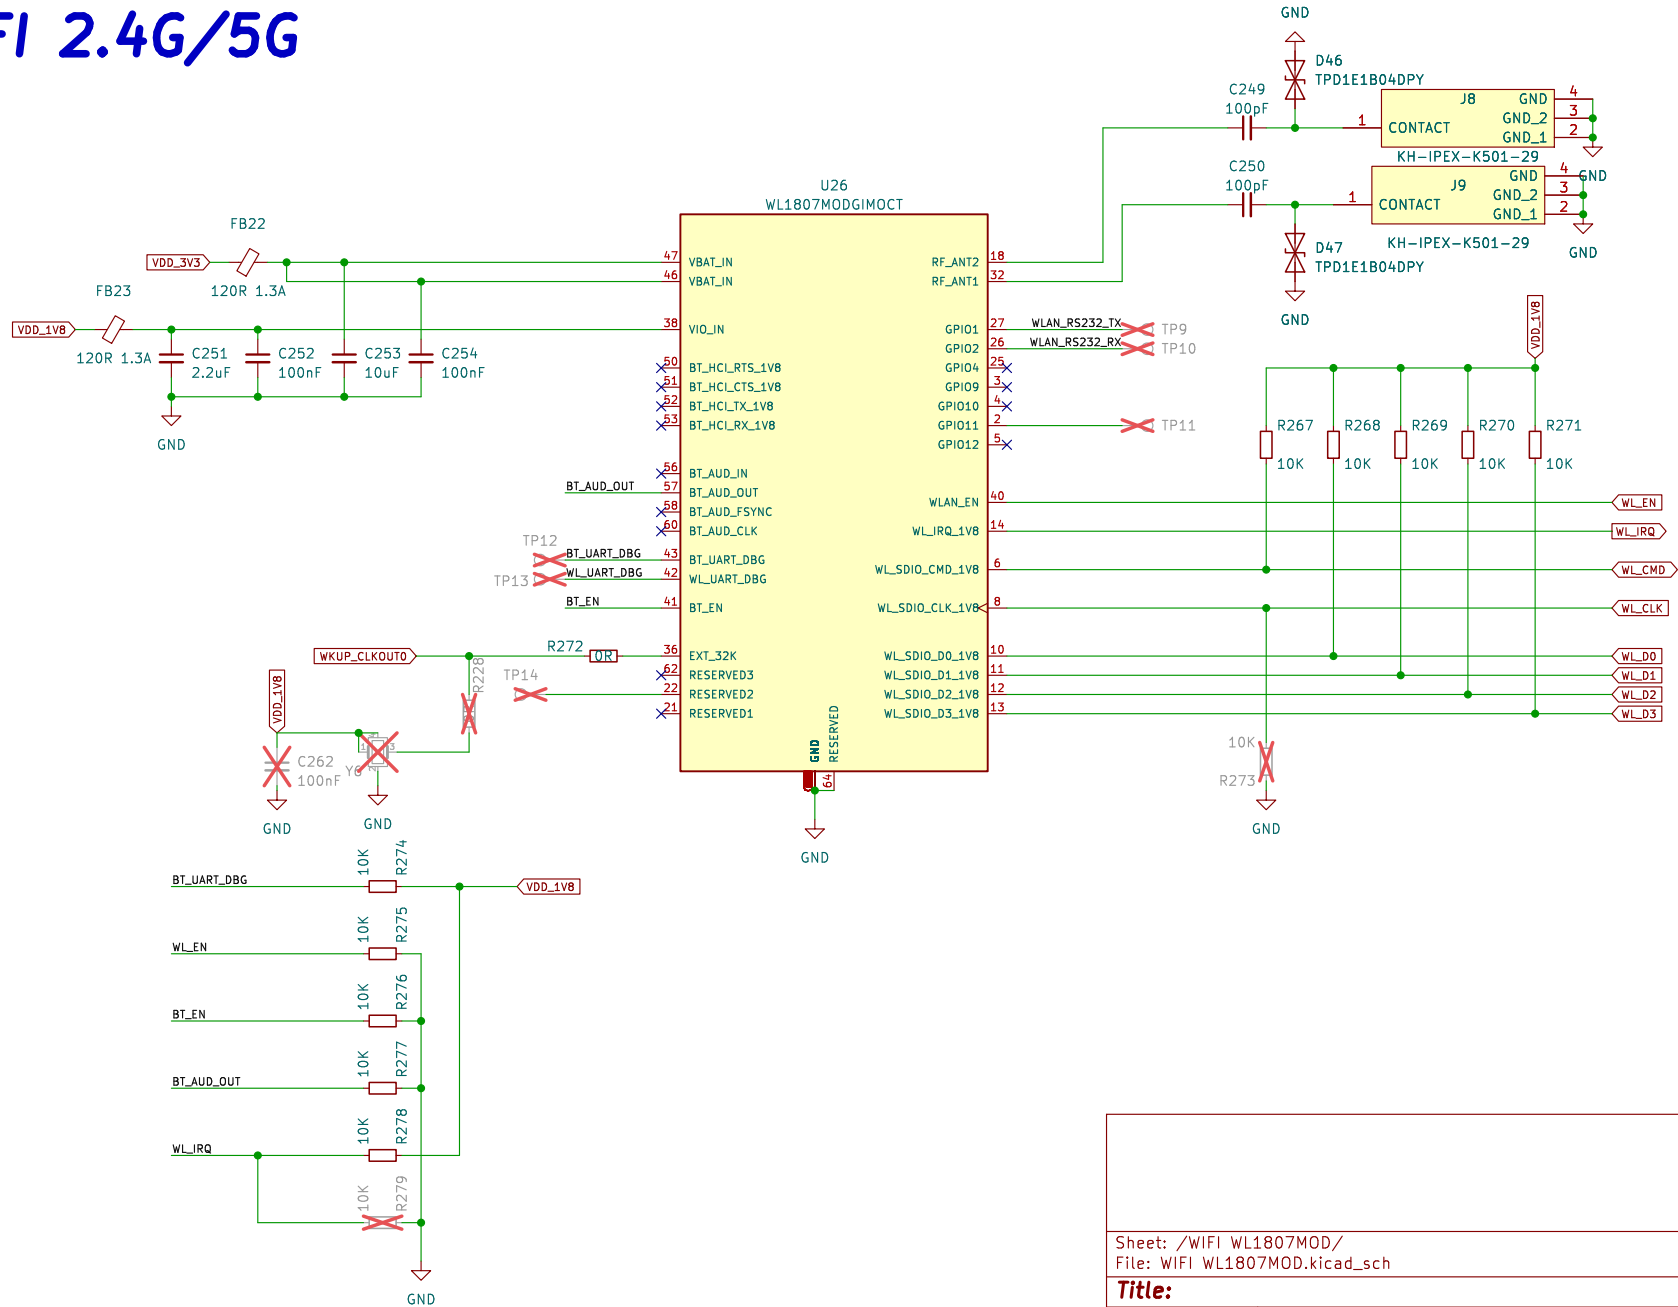 FI 2.4G/5G
GND
D46
TPD1E1B04DPY
C249
100pF
J8
GND 4
GND_2 3
GND_1 2
1 CONTACT
KH-IPEX-K501-29
GND
C250
100pF
J9
GND 4
GND_2 3
GND_1 2
1 CONTACT
KH-IPEX-K501-29
GND
D47
TPD1E1B04DPY
GND
U26
WL1807MODGIMOCT
FB22
VDD_3V3
120R 1.3A
FB23
VDD_1V8
120R 1.3A
C251
2.2uF
C252
100nF
C253
10uF
C254
100nF
GND
47 VBAT_IN
46 VBAT_IN
38 VIO_IN
50 BT_HCI_RTS_1V8
51 BT_HCI_CTS_1V8
52 BT_HCI_TX_1V8
53 BT_HCI_RX_1V8
56 BT_AUD_IN
BT_AUD_OUT 57 BT_AUD_OUT
58 BT_AUD_FSYNC
60 BT_AUD_CLK
TP12 BT_UART_DBG 43 BT_UART_DBG
TP13 WL_UART_DBG 42 WL_UART_DBG
BT_EN 41 BT_EN
WKUP_CLKOUT0 R272 0R 36 EXT_32K
62 RESERVED3
TP14 22 RESERVED2
21 RESERVED1
GND
RESERVED
64
GND
RF_ANT2 18
RF_ANT1 32
GPIO1 27 WLAN_RS232_TX TP9
GPIO2 26 WLAN_RS232_RX TP10
GPIO4 25
GPIO9 3
GPIO10 4
GPIO11 2 TP11
GPIO12 5
WLAN_EN 40 WL_EN
WL_IRQ_1V8 14 WL_IRQ
WL_SDIO_CMD_1V8 6 WL_CMD
WL_SDIO_CLK_1V8 8 WL_CLK
WL_SDIO_D0_1V8 10 WL_D0
WL_SDIO_D1_1V8 11 WL_D1
WL_SDIO_D2_1V8 12 WL_D2
WL_SDIO_D3_1V8 13 WL_D3
VDD_1V8
R267
10K
R268
10K
R269
10K
R270
10K
R271
10K
10K
R273
GND
VDD_1V8
R228
C262
100nF
Y6
1
3
GND
GND
BT_UART_DBG 10K R274 VDD_1V8
WL_EN 10K R275
BT_EN 10K R276
BT_AUD_OUT 10K R277
WL_IRQ 10K R278
10K R279
GND
Sheet: /WIFI WL1807MOD/
File: WIFI WL1807MOD.kicad_sch
Title: